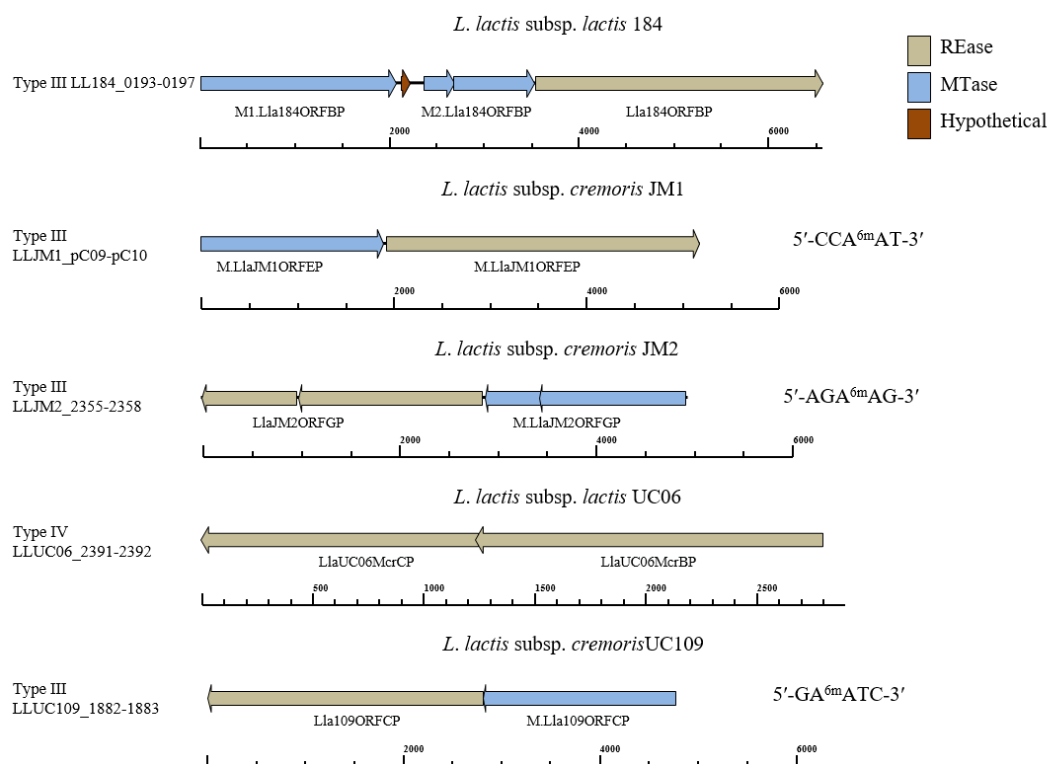 L. lactis subsp. lactis 184
REase
MTase
Hypothetical
Type III LL184_0193-0197
M1.Lla184ORFBP M2.Lla184ORFBP Lla184ORFBP
2000 4000 6000
L. lactis subsp. cremoris JM1
Type III
LLJM1_pC09-pC10
5′-CCA⁶ᵐAT-3′
M.LlaJM1ORFEP M.LlaJM1ORFEP
2000 4000 6000
L. lactis subsp. cremoris JM2
Type III
LLJM2_2355-2358
5′-AGA⁶ᵐAG-3′
LlaJM2ORFGP M.LlaJM2ORFGP
2000 4000 6000
L. lactis subsp. lactis UC06
Type IV
LLUC06_2391-2392
LlaUC06McrCP LlaUC06McrBP
500 1000 1500 2000 2500
L. lactis subsp. cremorisUC109
Type III
LLUC109_1882-1883
5′-GA⁶ᵐATC-3′
Lla109ORFCP M.Lla109ORFCP
2000 4000 6000